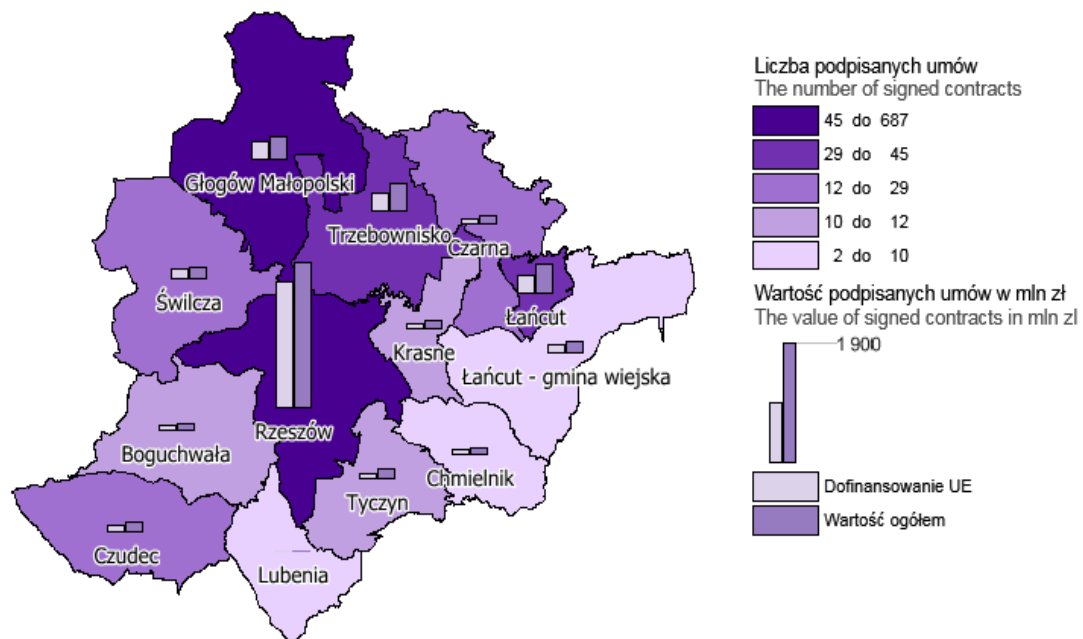 Głogów Małopolski
Trzebownisko
Czarna
Świlcza
Łańcut
Krasne
Łańcut - gmina wiejska
Rzeszów
Boguchwała
Chmielnik
Tyczyn
Czudec
Lubenia
Liczba podpisanych umów
The number of signed contracts
45 do 687
29 do 45
12 do 29
10 do 12
2 do 10
Wartość podpisanych umów w mln zł
The value of signed contracts in mln zl
1 900
Dofinansowanie UE
Wartość ogółem